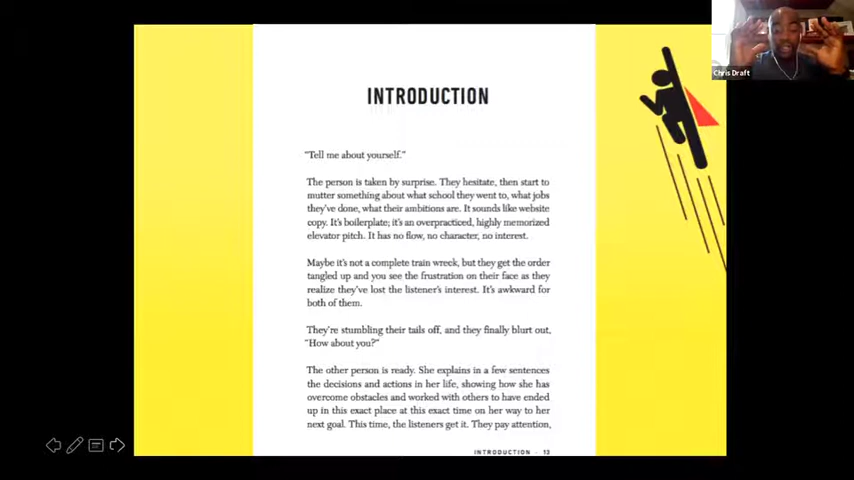 Chris Draft
INTRODUCTION
“Tell me about yourself.”
The person is taken by surprise. They hesitate, then start to
mutter something about what school they went to, what jobs
they’ve done, what their ambitions are. It sounds like website
copy. It’s boilerplate; it’s an overpracticed, highly memorized
elevator pitch. It has no flow, no character, no interest.
Maybe it’s not a complete train wreck, but they get the order
tangled up and you see the frustration on their face as they
realize they’ve lost the listener’s interest. It’s awkward for
both of them.
They’re stumbling their tails off, and they finally blurt out,
“How about you?”
The other person is ready. She explains in a few sentences
the decisions and actions in her life, showing how she has
overcome obstacles and worked with others to have ended
up in this exact place at this exact time on her way to her
next goal. This time, the listeners get it. They pay attention,
INTRODUCTION · 13